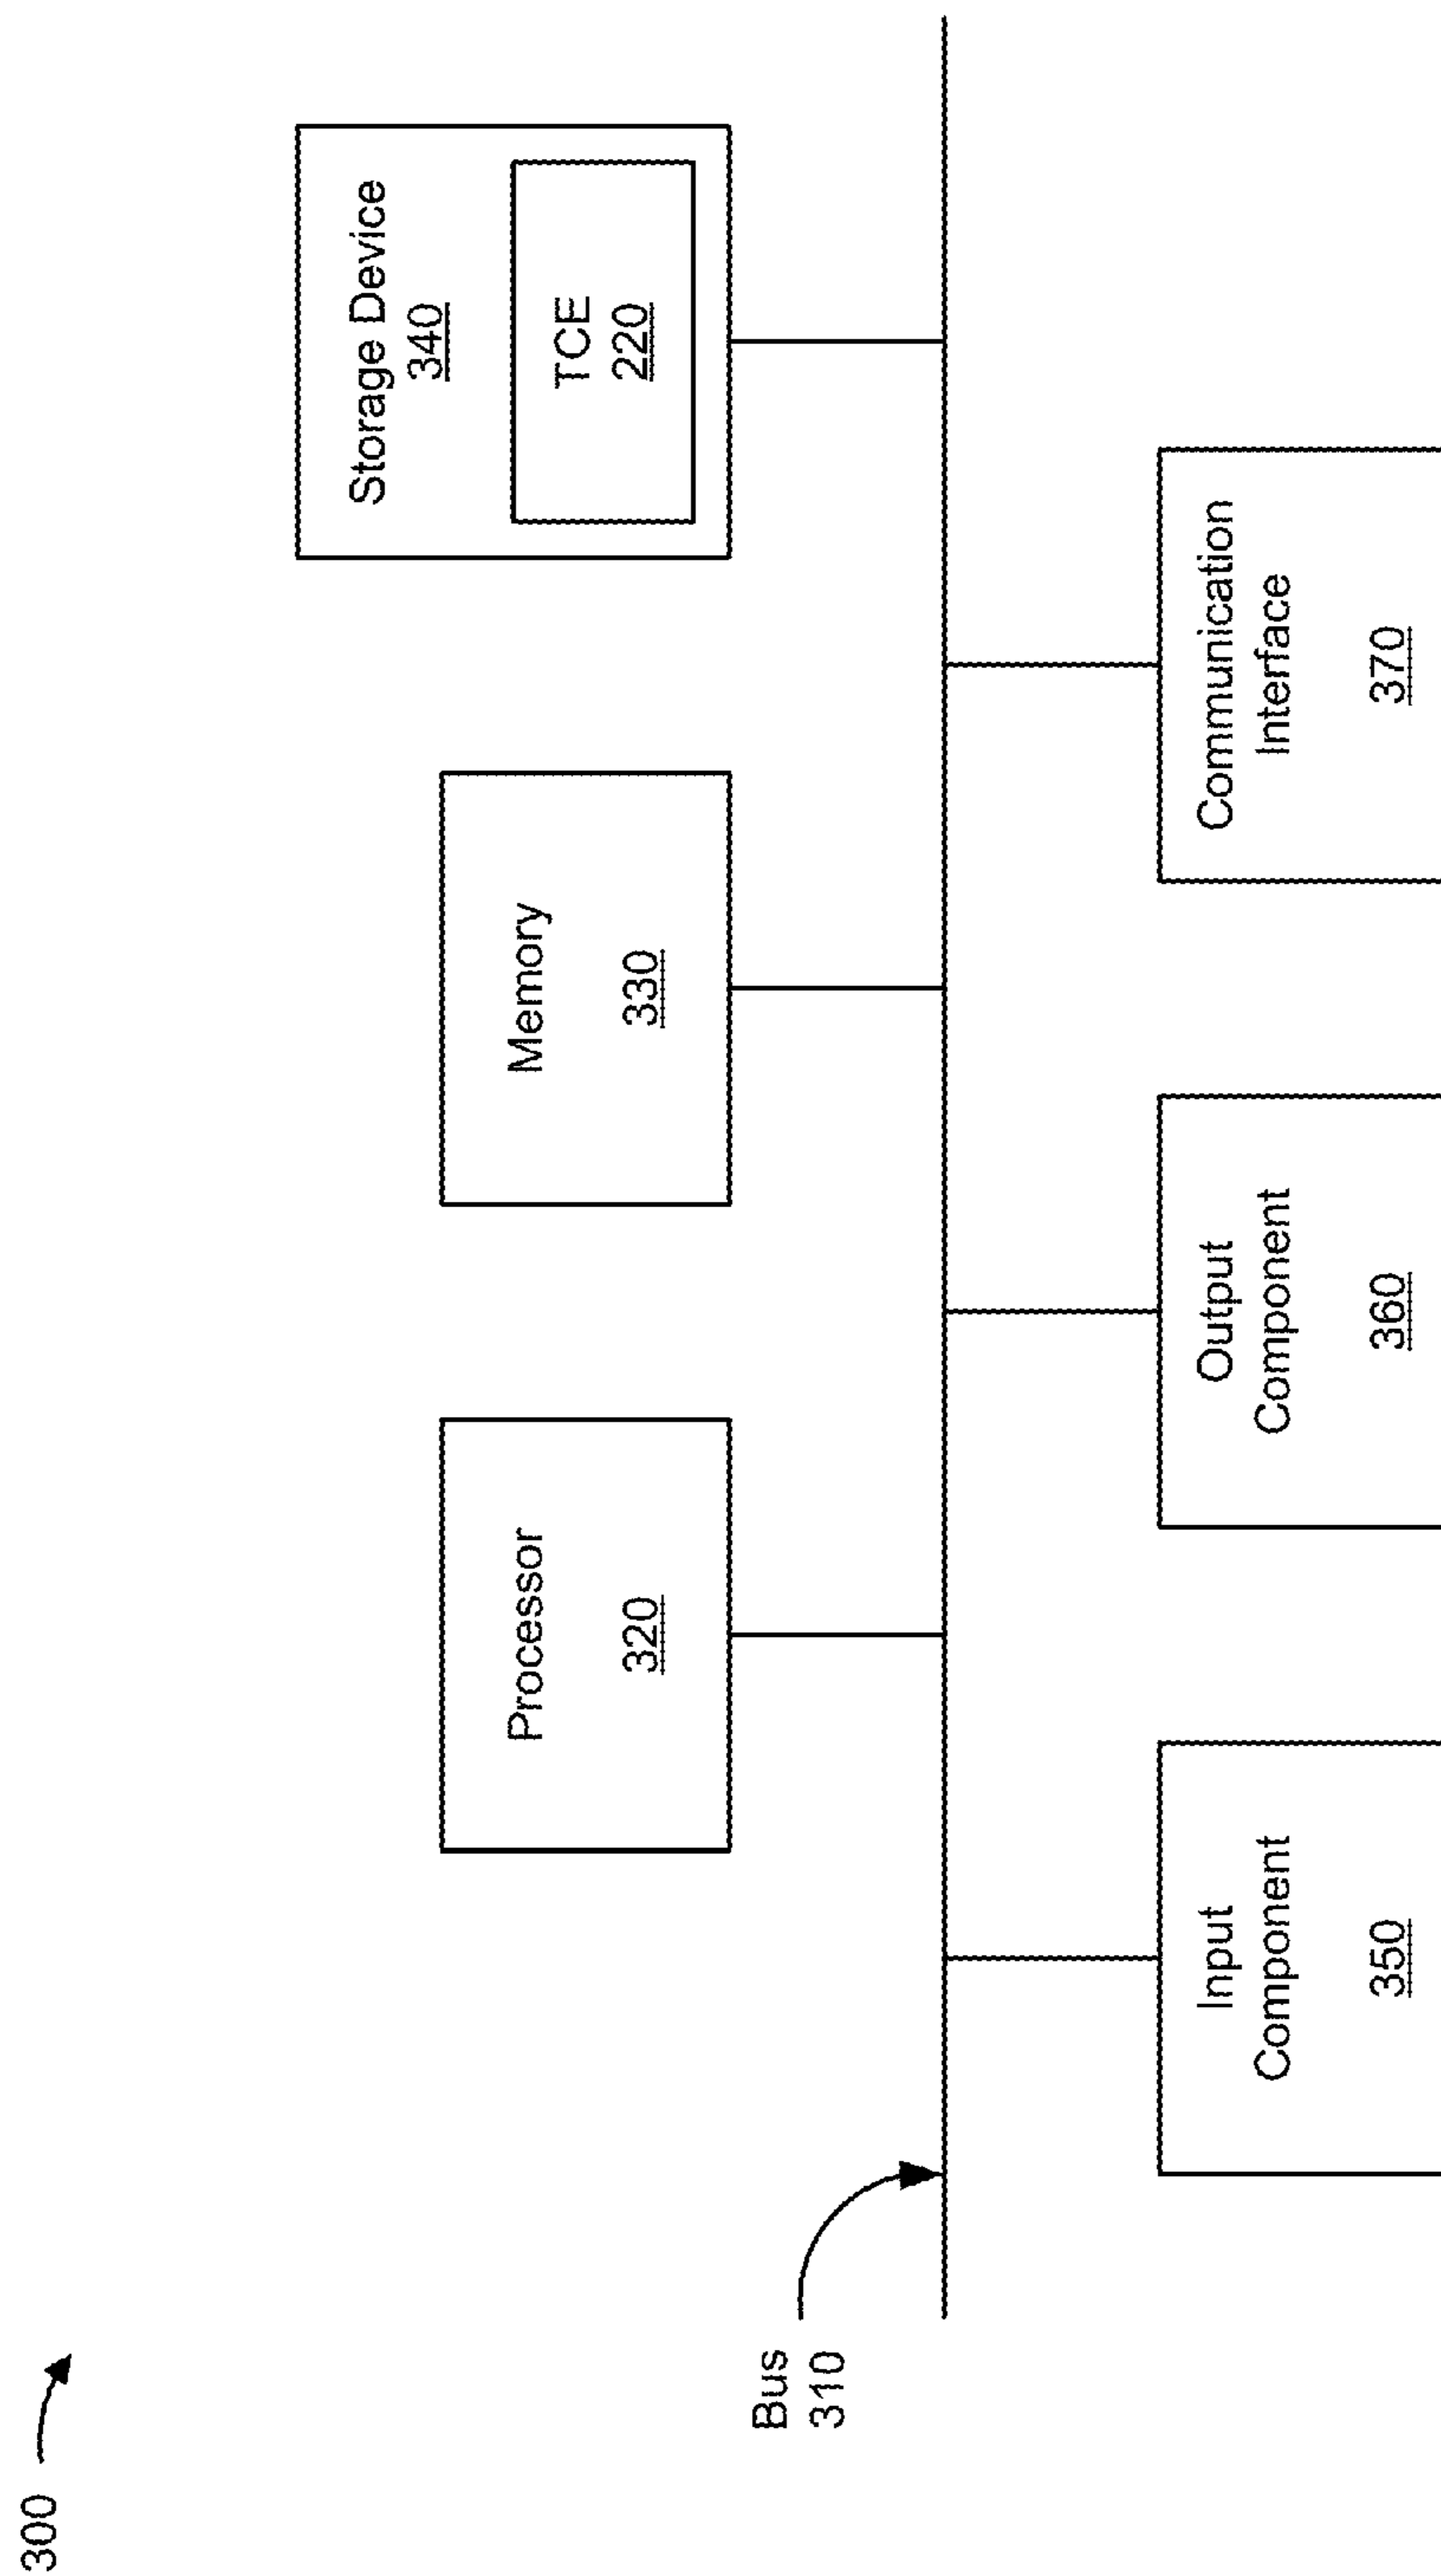 300
Bus
310
Processor
320
Memory
330
Storage Device
340
TCE
220
Input
Component
350
Output
Component
360
Communication
Interface
370